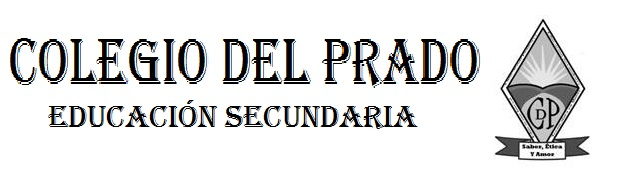 COLEGIO DEL PRADO
EDUCACIÓN SECUNDARIA
CDP
Saber, Ética
Y Amor